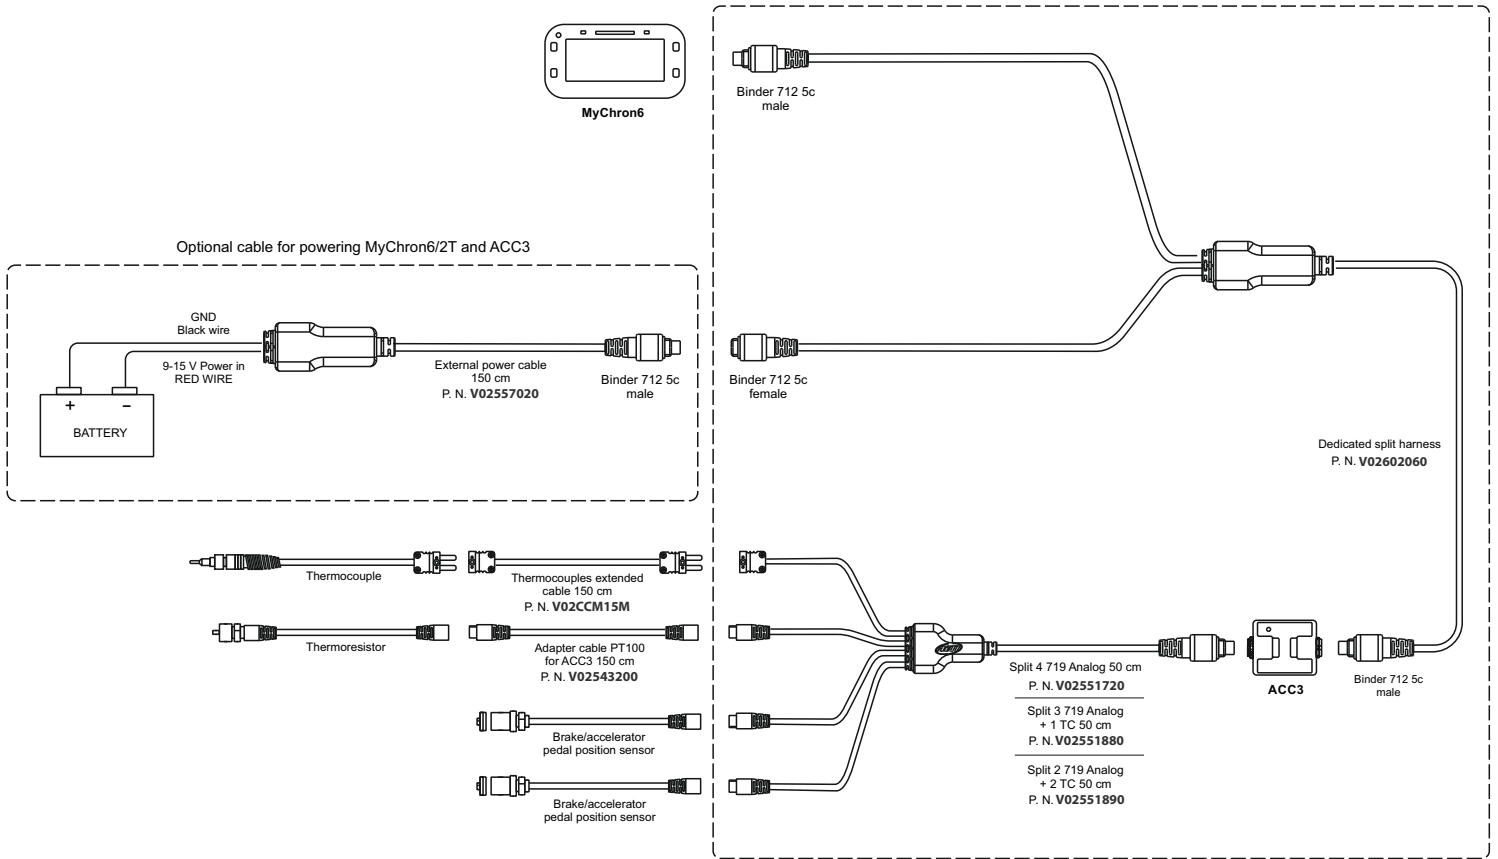 MyChron6
Binder 712 5c
male
Optional cable for powering MyChron6/2T and ACC3
GND
Black wire
9-15 V Power in
RED WIRE
+ −
BATTERY
External power cable
150 cm
P. N. V02557020
Binder 712 5c
male
Binder 712 5c
female
Dedicated split harness
P. N. V02602060
Thermocouple
Thermocouples extended
cable 150 cm
P. N. V02CCM15M
Thermoresistor
Adapter cable PT100
for ACC3 150 cm
P. N. V02543200
Brake/accelerator
pedal position sensor
Brake/accelerator
pedal position sensor
Split 4 719 Analog 50 cm
P. N. V02551720
Split 3 719 Analog
+ 1 TC 50 cm
P. N. V02551880
Split 2 719 Analog
+ 2 TC 50 cm
P. N. V02551890
ACC3
Binder 712 5c
male